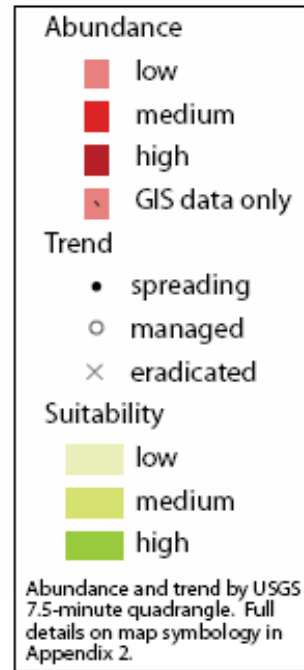 Abundance
low
medium
high
GIS data only
Trend
spreading
managed
eradicated
Suitability
low
medium
high
Abundance and trend by USGS
7.5-minute quadrangle. Full
details on map symbology in
Appendix 2.